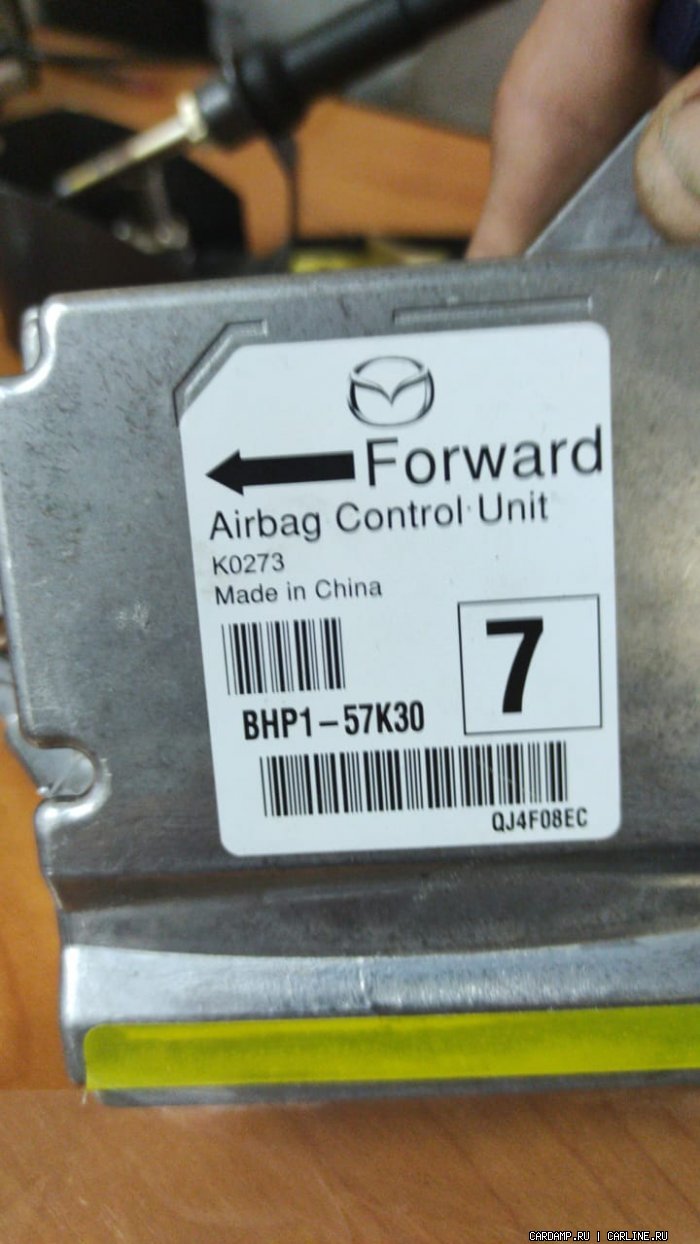 Forward
Airbag Control Unit
K0273
Made in China
7
BHP1-57K30
QJ4F08EC
CARDAMP.RU | CARLINE.RU